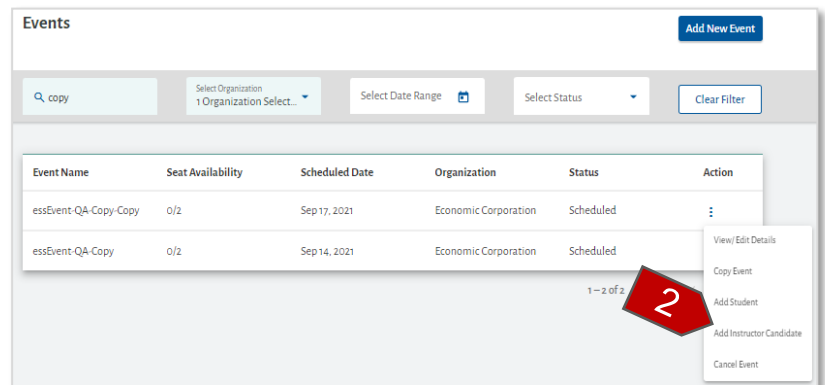 Events
Add New Event
copy
Select Organization
1 Organization Select...
Select Date Range
Select Status
Clear Filter
Event Name Seat Availability Scheduled Date Organization Status Action
essEvent-QA-Copy-Copy 0/2 Sep 17, 2021 Economic Corporation Scheduled
essEvent-QA-Copy 0/2 Sep 14, 2021 Economic Corporation Scheduled
1 – 2 of 2
View/ Edit Details
Copy Event
2
Add Student
Add Instructor Candidate
Cancel Event